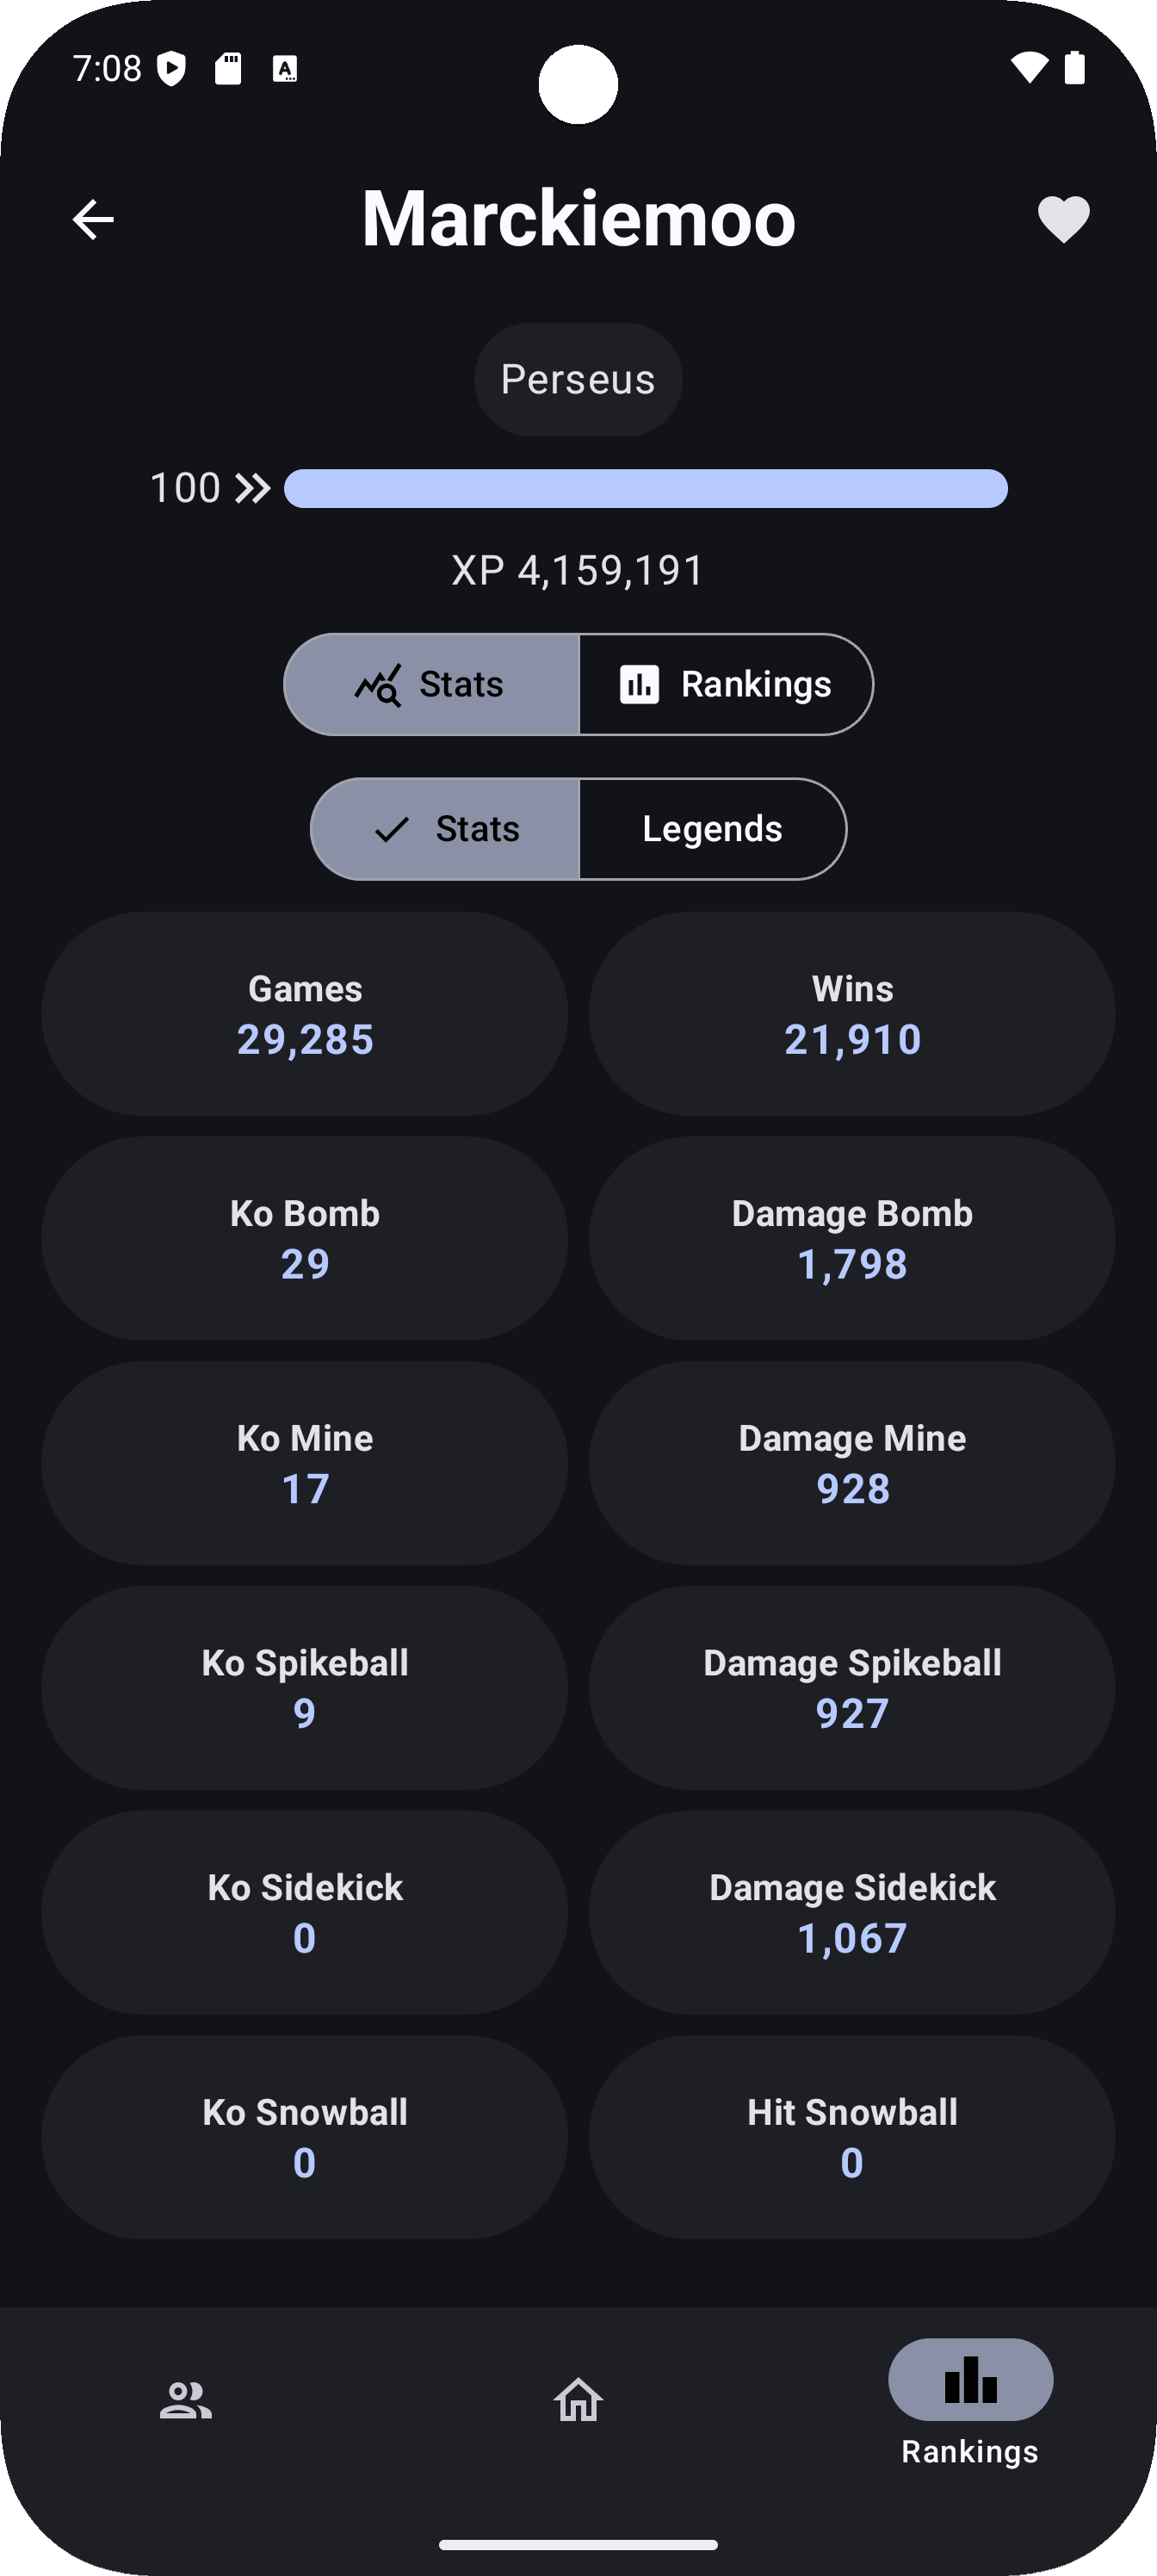 7:08
Marckiemoo
Perseus
100
XP 4,159,191
Stats Rankings
Stats Legends
Games Wins
29,285 21,910
Ko Bomb Damage Bomb
29 1,798
Ko Mine Damage Mine
17 928
Ko Spikeball Damage Spikeball
9 927
Ko Sidekick Damage Sidekick
0 1,067
Ko Snowball Hit Snowball
0 0
Rankings